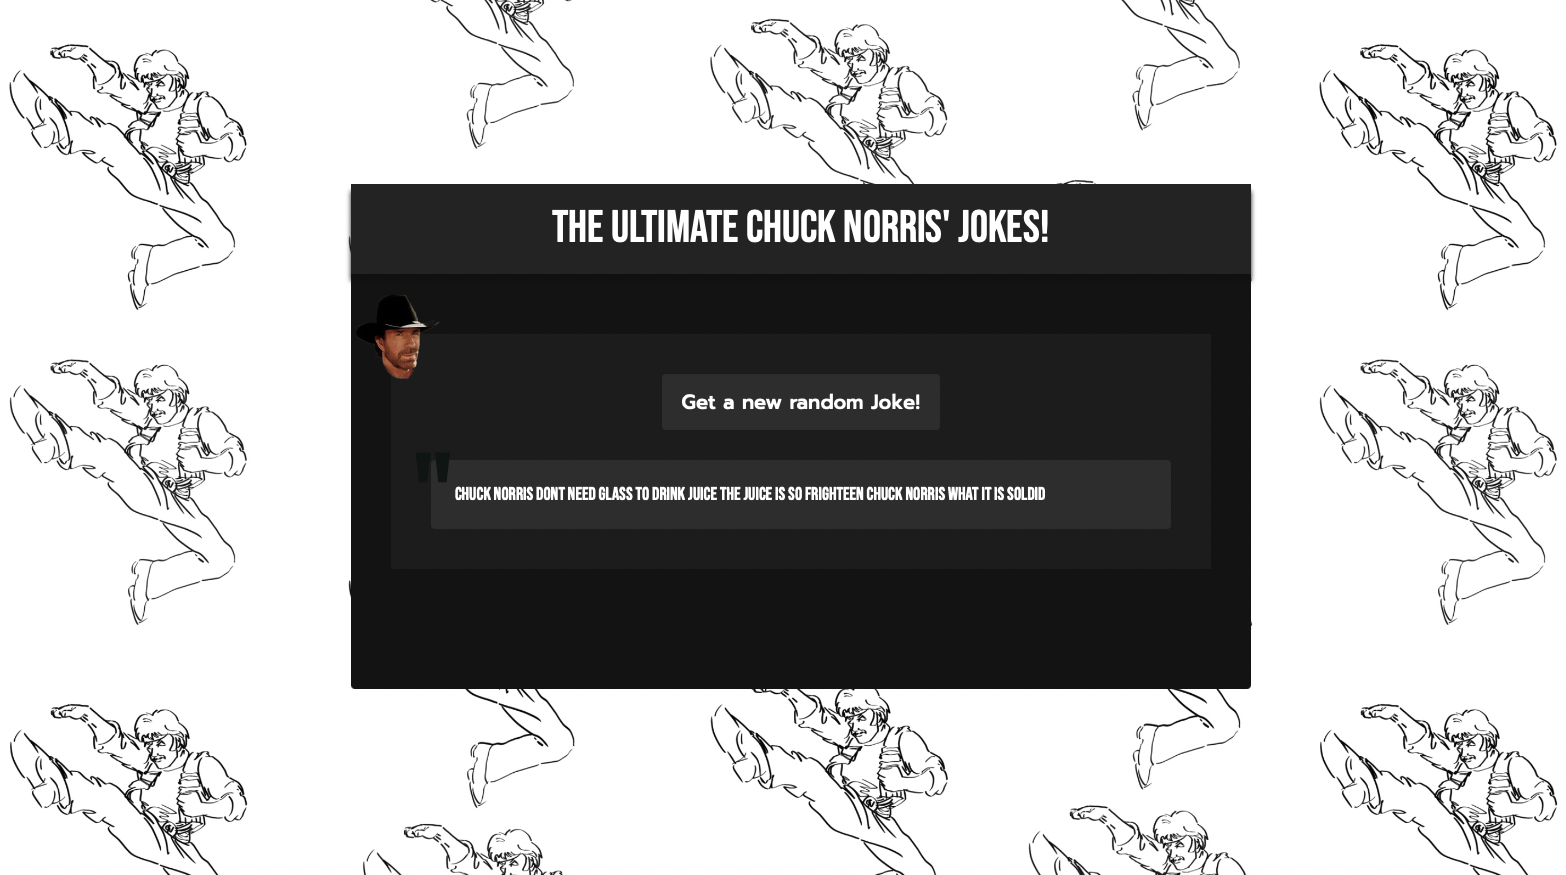 THE ULTIMATE CHUCK NORRIS' JOKES!
Get a new random Joke!
"
CHUCK NORRIS DONT NEED GLASS TO DRINK JUICE THE JUICE IS SO FRIGHTEEN CHUCK NORRIS WHAT IT IS SOLDID